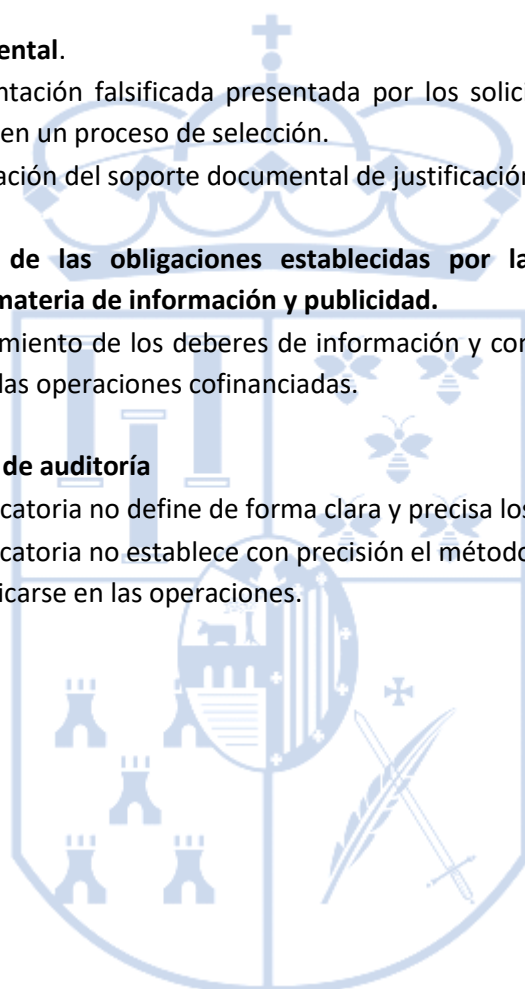 ental.
ntación falsificada presentada por los solici
en un proceso de selección.
ación del soporte documental de justificación
de las obligaciones establecidas por la
materia de información y publicidad.
miento de los deberes de información y co
las operaciones cofinanciadas.
de auditoría
catoria no define de forma clara y precisa los
catoria no establece con precisión el método
icarse en las operaciones.